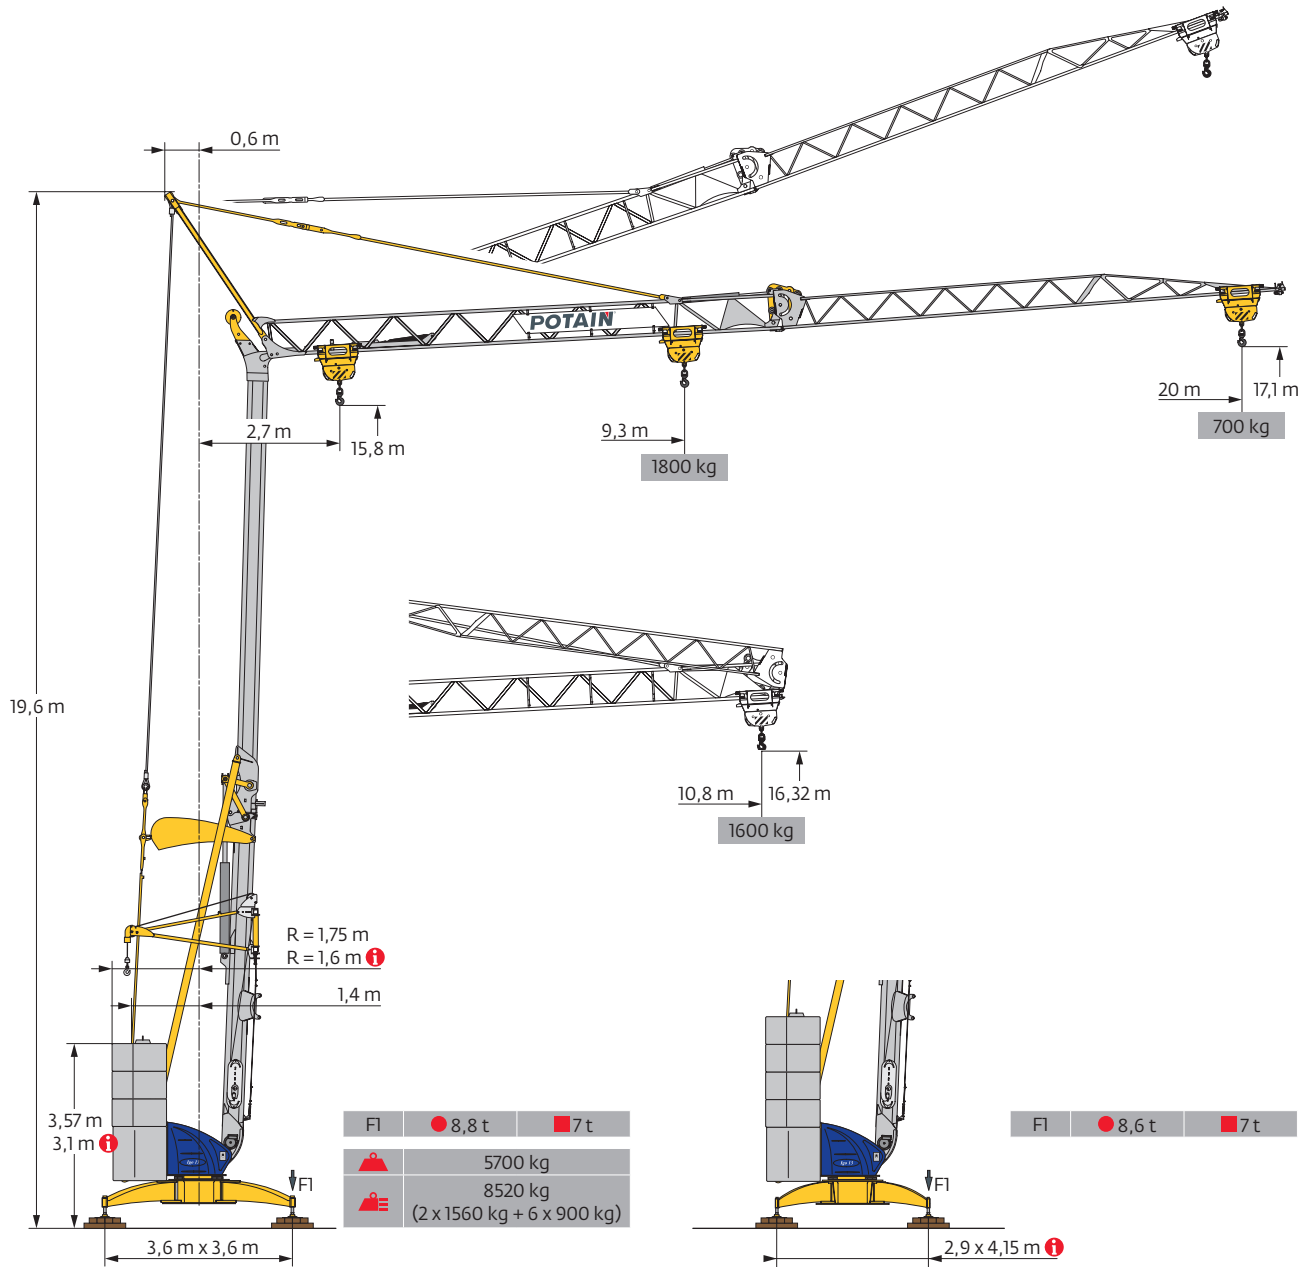 0,6 m
POTAIN
2,7 m
15,8 m
9,3 m
1800 kg
20 m
17,1 m
700 kg
19,6 m
10,8 m
16,32 m
1600 kg
R = 1,75 m
R = 1,6 m i
1,4 m
3,57 m
3,1 m i
F1
3,6 m x 3,6 m
F1 8,8 t 7 t
5700 kg
8520 kg
(2 x 1560 kg + 6 x 900 kg)
F1
2,9 x 4,15 m i
F1 8,6 t 7 t